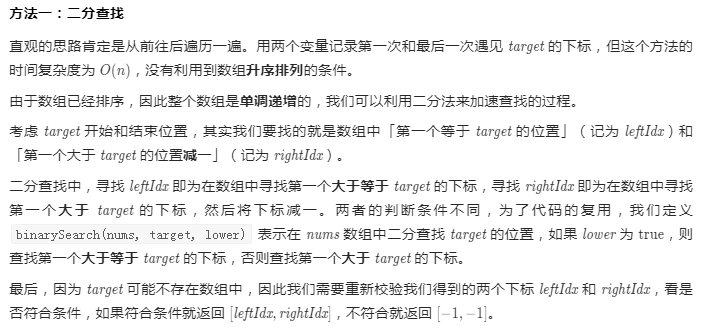 方法一：二分查找
直观的思路肯定是从前往后遍历一遍。用两个变量记录第一次和最后一次遇见 target 的下标，但这个方法的
时间复杂度为 O(n)，没有利用到数组升序排列的条件。
由于数组已经排序，因此整个数组是单调递增的，我们可以利用二分法来加速查找的过程。
考虑 target 开始和结束位置，其实我们要找的就是数组中「第一个等于 target 的位置」（记为 leftIdx）和
「第一个大于 target 的位置减一」（记为 rightIdx）。
二分查找中，寻找 leftIdx 即为在数组中寻找第一个大于等于 target 的下标，寻找 rightIdx 即为在数组中寻找
第一个大于 target 的下标，然后将下标减一。两者的判断条件不同，为了代码的复用，我们定义
binarySearch(nums, target, lower) 表示在 nums 数组中二分查找 target 的位置，如果 lower 为 true，则
查找第一个大于等于 target 的下标，否则查找第一个大于 target 的下标。
最后，因为 target 可能不存在数组中，因此我们需要重新校验我们得到的两个下标 leftIdx 和 rightIdx，看是
否符合条件，如果符合条件就返回 [leftIdx, rightIdx]，不符合就返回 [−1, −1]。